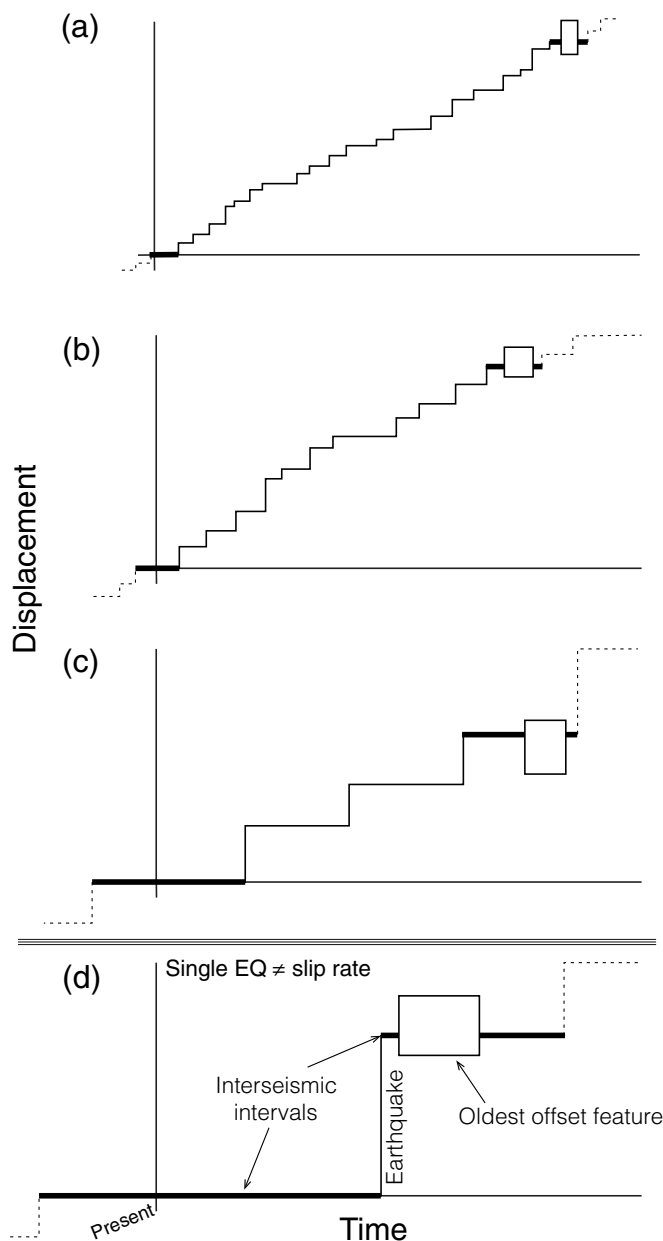 (a)
(b)
Displacement
(c)
(d)
Single EQ ≠ slip rate
Interseismic
intervals
Earthquake
Oldest offset feature
Present
Time